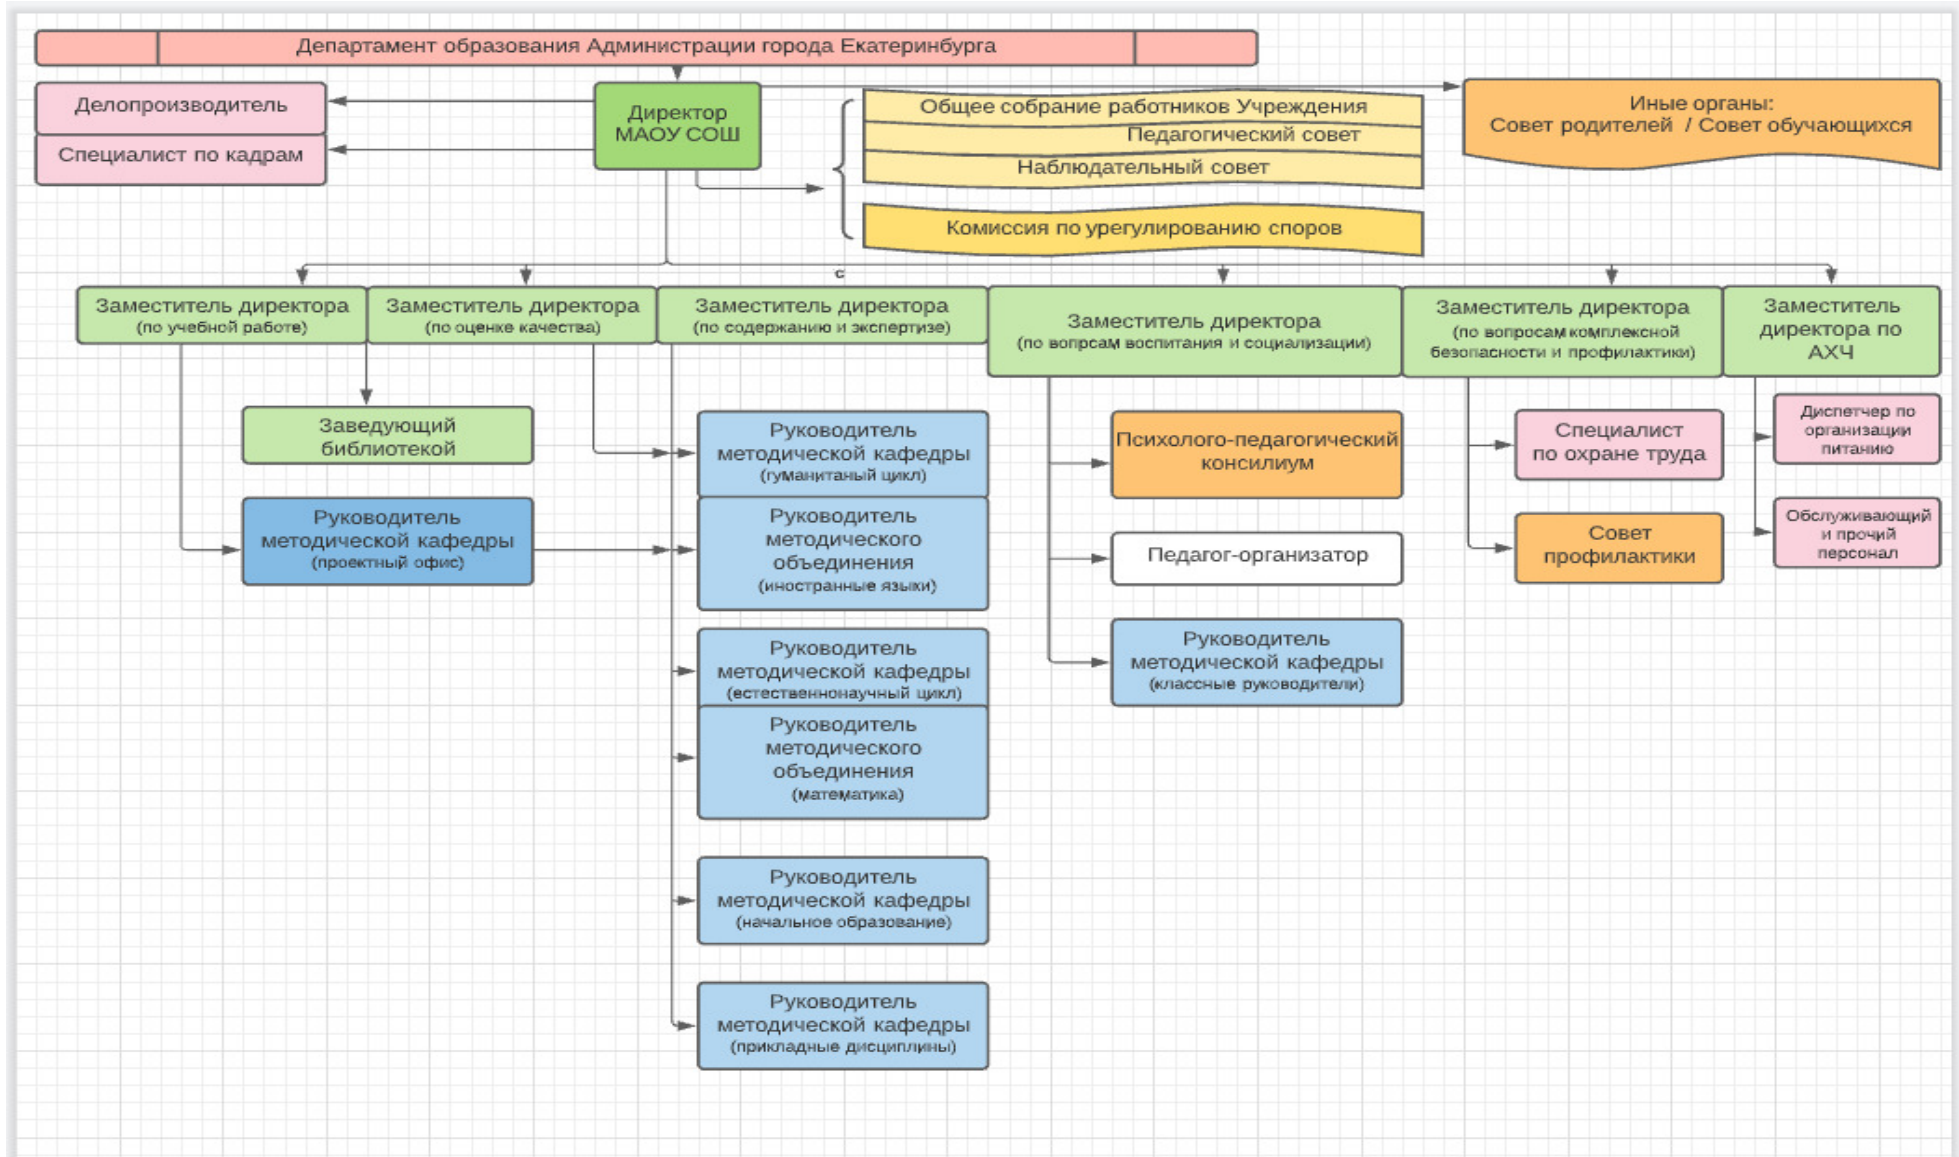 Департамент образования Администрации города Екатеринбурга
Делопроизводитель
Специалист по кадрам
Директор
МАОУ СОШ
Общее собрание работников Учреждения
Педагогический совет
Наблюдательный совет
Комиссия по урегулированию споров
Иные органы:
Совет родителей / Совет обучающихся
с
Заместитель директора
(по учебной работе)
Заместитель директора
(по оценке качества)
Заместитель директора
(по содержанию и экспертизе)
Заместитель директора
(по вопрсам воспитания и социализации)
Заместитель директора
(по вопросам комплексной
безопасности и профилактики)
Заместитель
директора по
АХЧ
Заведующий
библиотекой
Руководитель
методической кафедры
(проектный офис)
Руководитель
методической кафедры
(гуманитаный цикл)
Руководитель
методического
объединения
(иностранные языки)
Руководитель
методической кафедры
(естественнонаучный цикл)
Руководитель
методического
объединения
(математика)
Руководитель
методической кафедры
(начальное образование)
Руководитель
методической кафедры
(прикладные дисциплины)
Психолого-педагогический
консилиум
Педагог-организатор
Руководитель
методической кафедры
(классные руководители)
Специалист
по охране труда
Совет
профилактики
Диспетчер по
организации
питанию
Обслуживающий
и прочий
персонал